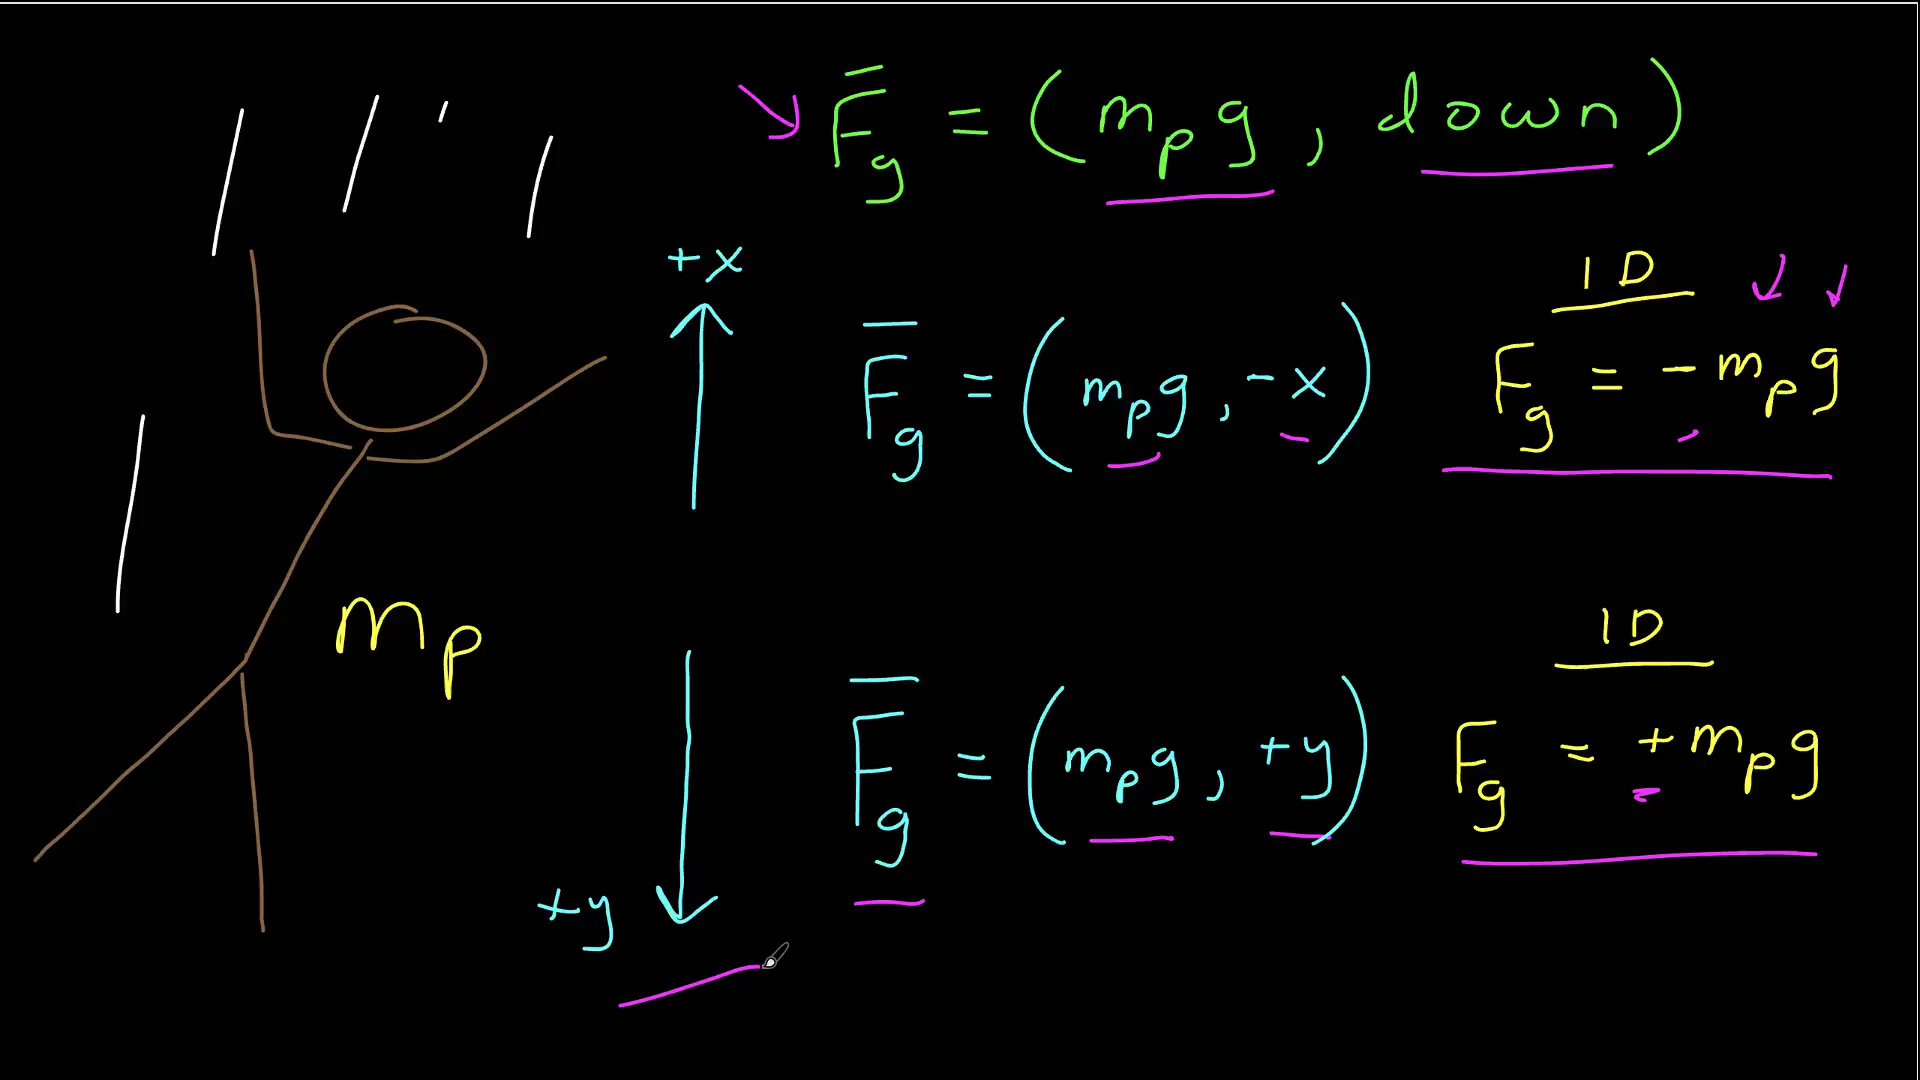 F̅g = (mₚg, down)
+x
1D
F̅g = (mₚg, -x)
Fg = -mₚg
mₚ
1D
F̅g = (mₚg, +y)
Fg = +mₚg
+y